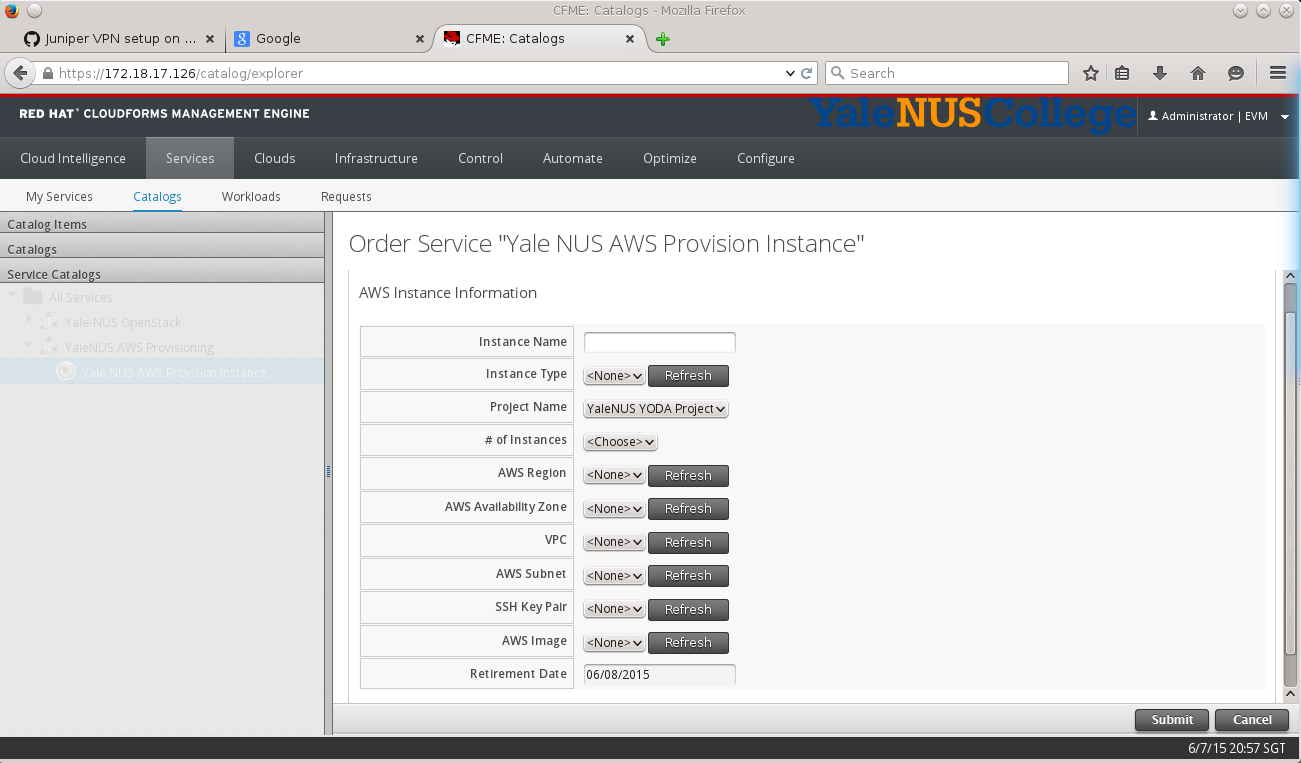 CFME: Catalogs - Mozilla Firefox
Juniper VPN setup on ... Google CFME: Catalogs
https://172.18.17.126/catalog/explorer Search
RED HAT® CLOUDFORMS MANAGEMENT ENGINE YaleNUSCollege Administrator | EVM
Cloud Intelligence Services Clouds Infrastructure Control Automate Optimize Configure
My Services Catalogs Workloads Requests
Catalog Items
Catalogs
Service Catalogs
All Services
Yale-NUS OpenStack
YaleNUS AWS Provisioning
Yale NUS AWS Provision Instance
Order Service "Yale NUS AWS Provision Instance"
AWS Instance Information
Instance Name
Instance Type <None> Refresh
Project Name YaleNUS YODA Project
# of Instances <Choose>
AWS Region <None> Refresh
AWS Availability Zone <None> Refresh
VPC <None> Refresh
AWS Subnet <None> Refresh
SSH Key Pair <None> Refresh
AWS Image <None> Refresh
Retirement Date 06/08/2015
Submit Cancel
6/7/15 20:57 SGT